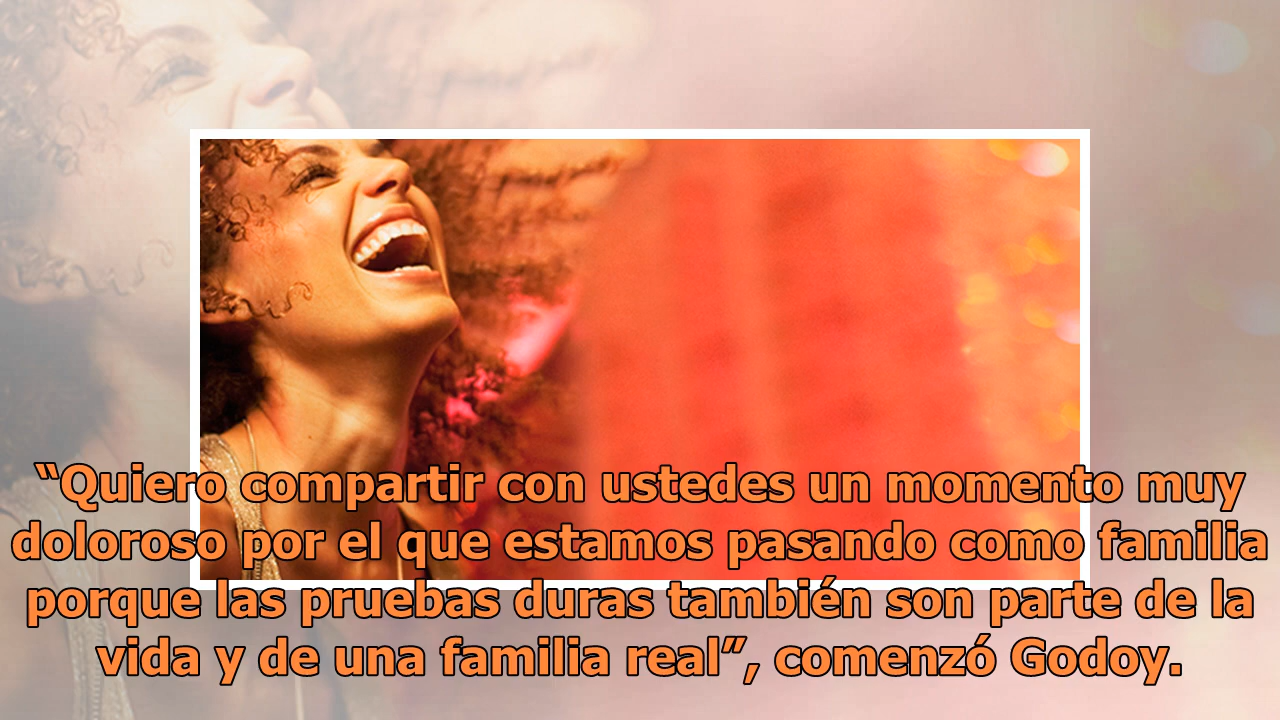 “Quiero compartir con ustedes un momento muy
doloroso por el que estamos pasando como familia
porque las pruebas duras también son parte de la
vida y de una familia real”, comenzó Godoy.